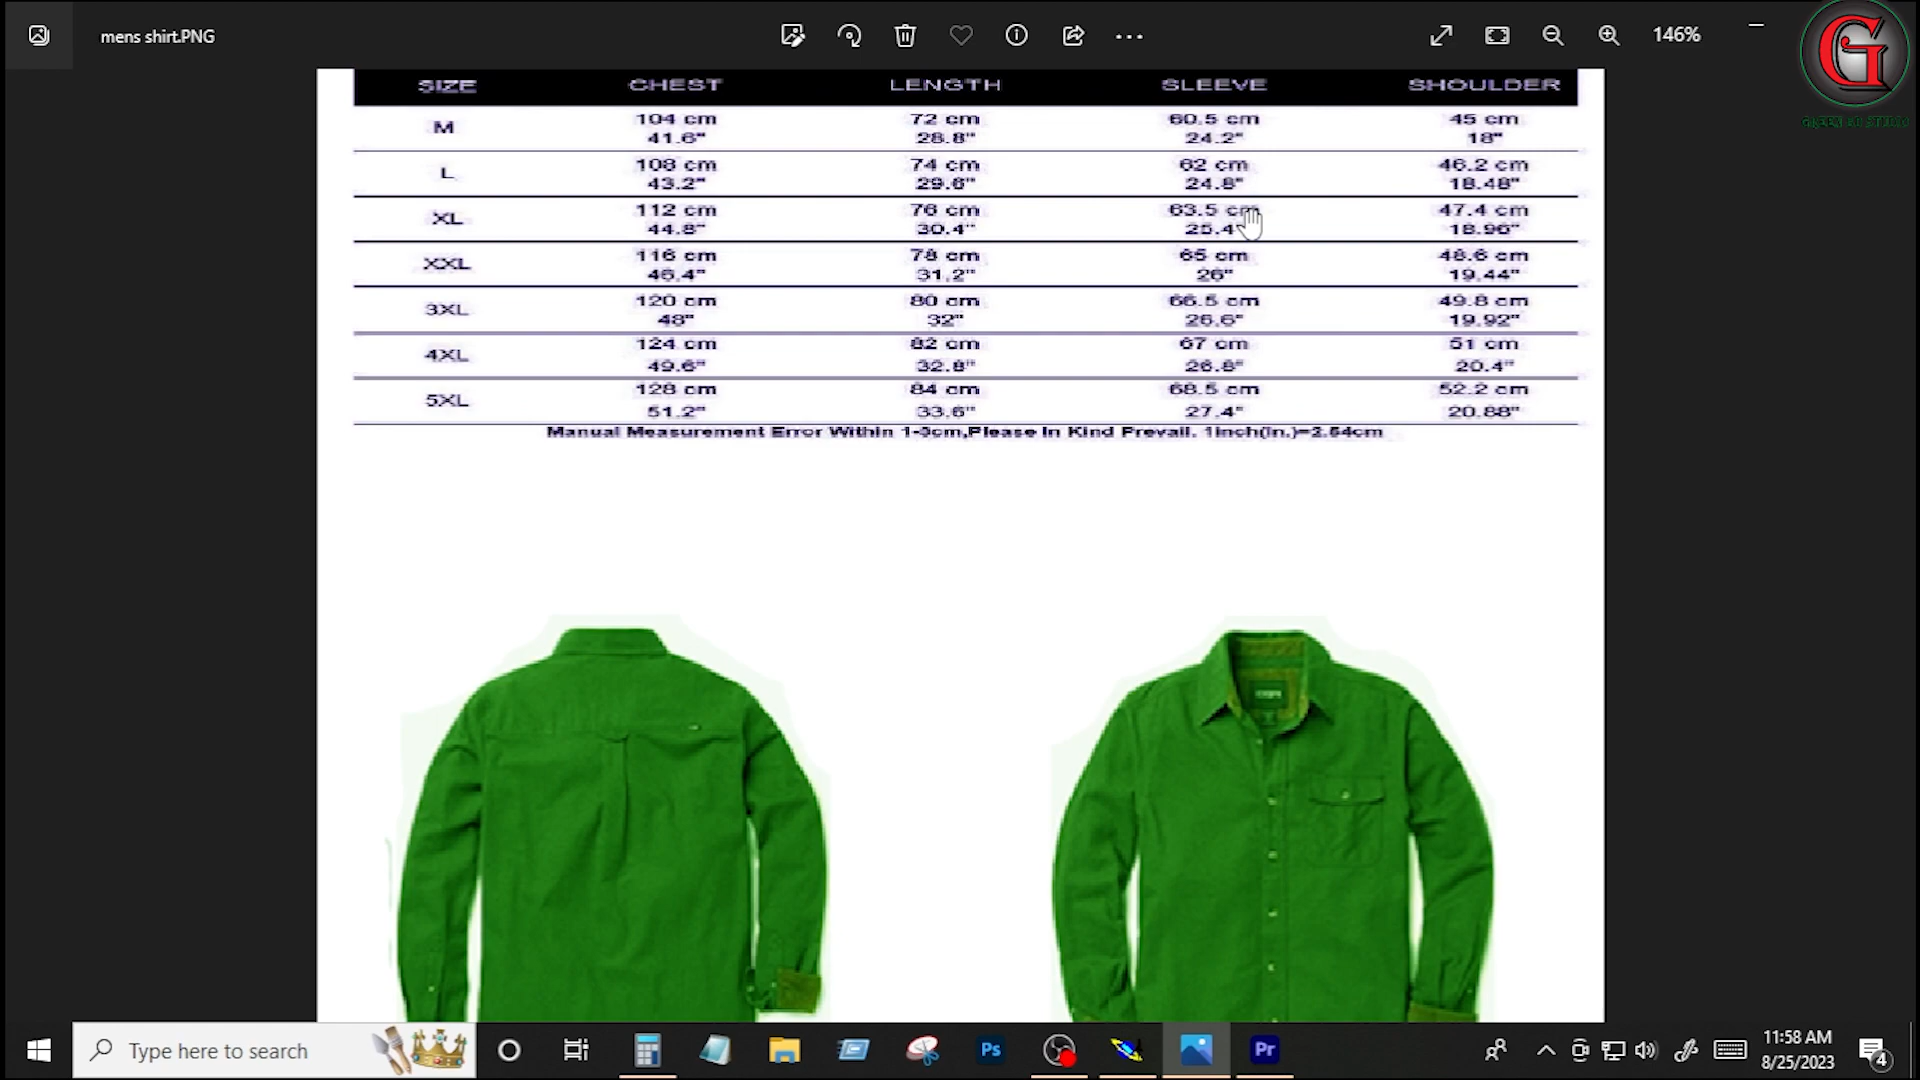 mens shirt.PNG
146%
G
GREEN BD STUDIO
SIZE CHEST LENGTH SLEEVE SHOULDER
M 104 cm 72 cm 60.5 cm 45 cm
41.6" 28.8" 24.2" 18"
L 108 cm 74 cm 62 cm 46.2 cm
43.2" 29.6" 24.8" 18.48"
XL 112 cm 76 cm 63.5 cm 47.4 cm
44.8" 30.4" 25.4" 18.96"
XXL 116 cm 78 cm 65 cm 48.6 cm
46.4" 31.2" 26" 19.44"
3XL 120 cm 80 cm 66.5 cm 49.8 cm
48" 32" 26.6" 19.92"
4XL 124 cm 82 cm 67 cm 51 cm
49.6" 32.8" 26.8" 20.4"
5XL 128 cm 84 cm 68.5 cm 52.2 cm
51.2" 33.6" 27.4" 20.88"
Manual Measurement Error Within 1-3cm,Please In Kind Prevail. 1inch(in.)=2.54cm
Type here to search
Ps
Pr
11:58 AM
8/25/2023
4